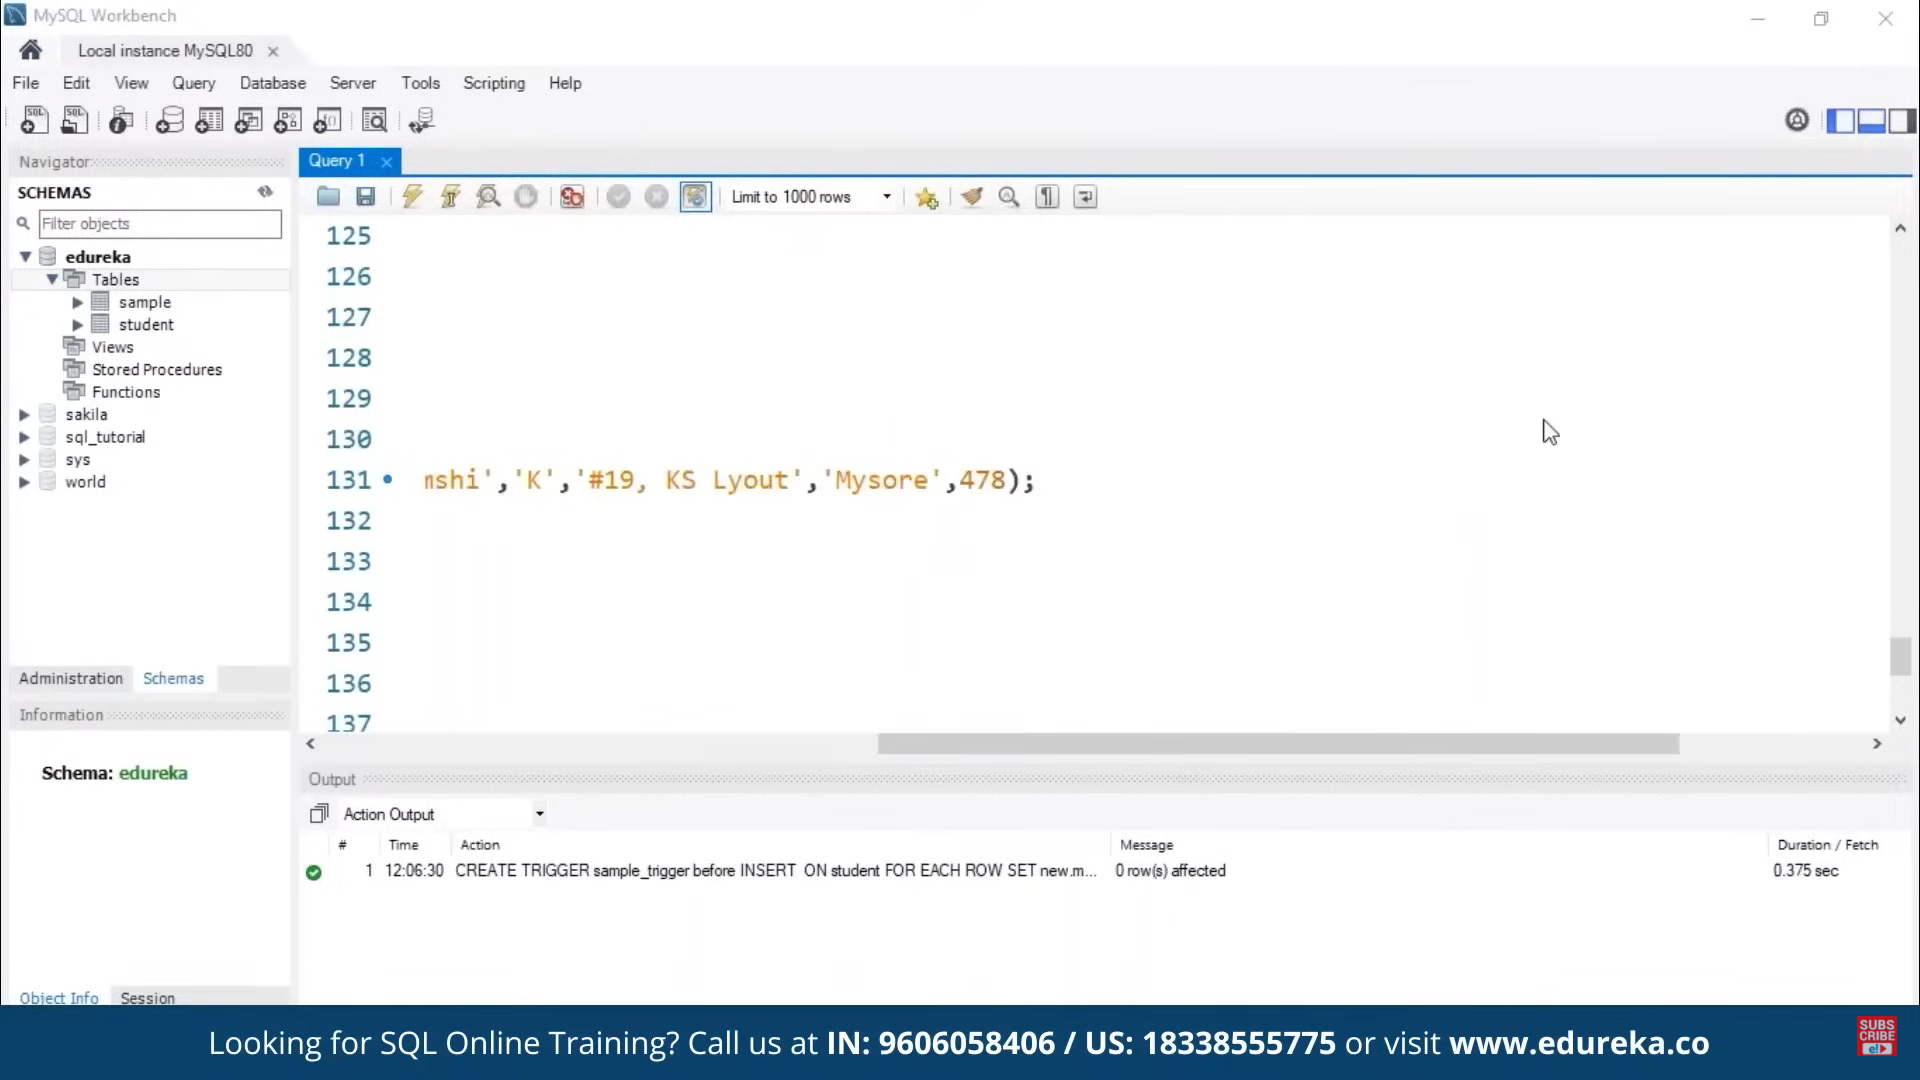 MySQL Workbench
Local instance MySQL80
File Edit View Query Database Server Tools Scripting Help
Navigator
Query 1
SCHEMAS
Limit to 1000 rows
Filter objects
edureka
Tables
sample
student
Views
Stored Procedures
Functions
sakila
sql_tutorial
sys
world
125
126
127
128
129
130
131 mshi','K','#19, KS Lyout','Mysore',478);
132
133
134
135
136
137
Administration Schemas
Information
Schema: edureka
Output
Action Output
# Time Action Message Duration / Fetch
1 12:06:30 CREATE TRIGGER sample_trigger before INSERT ON student FOR EACH ROW SET new.m... 0 row(s) affected 0.375 sec
Object Info Session
Looking for SQL Online Training? Call us at IN: 9606058406 / US: 18338555775 or visit www.edureka.co
SUBS
CRIBE
e!